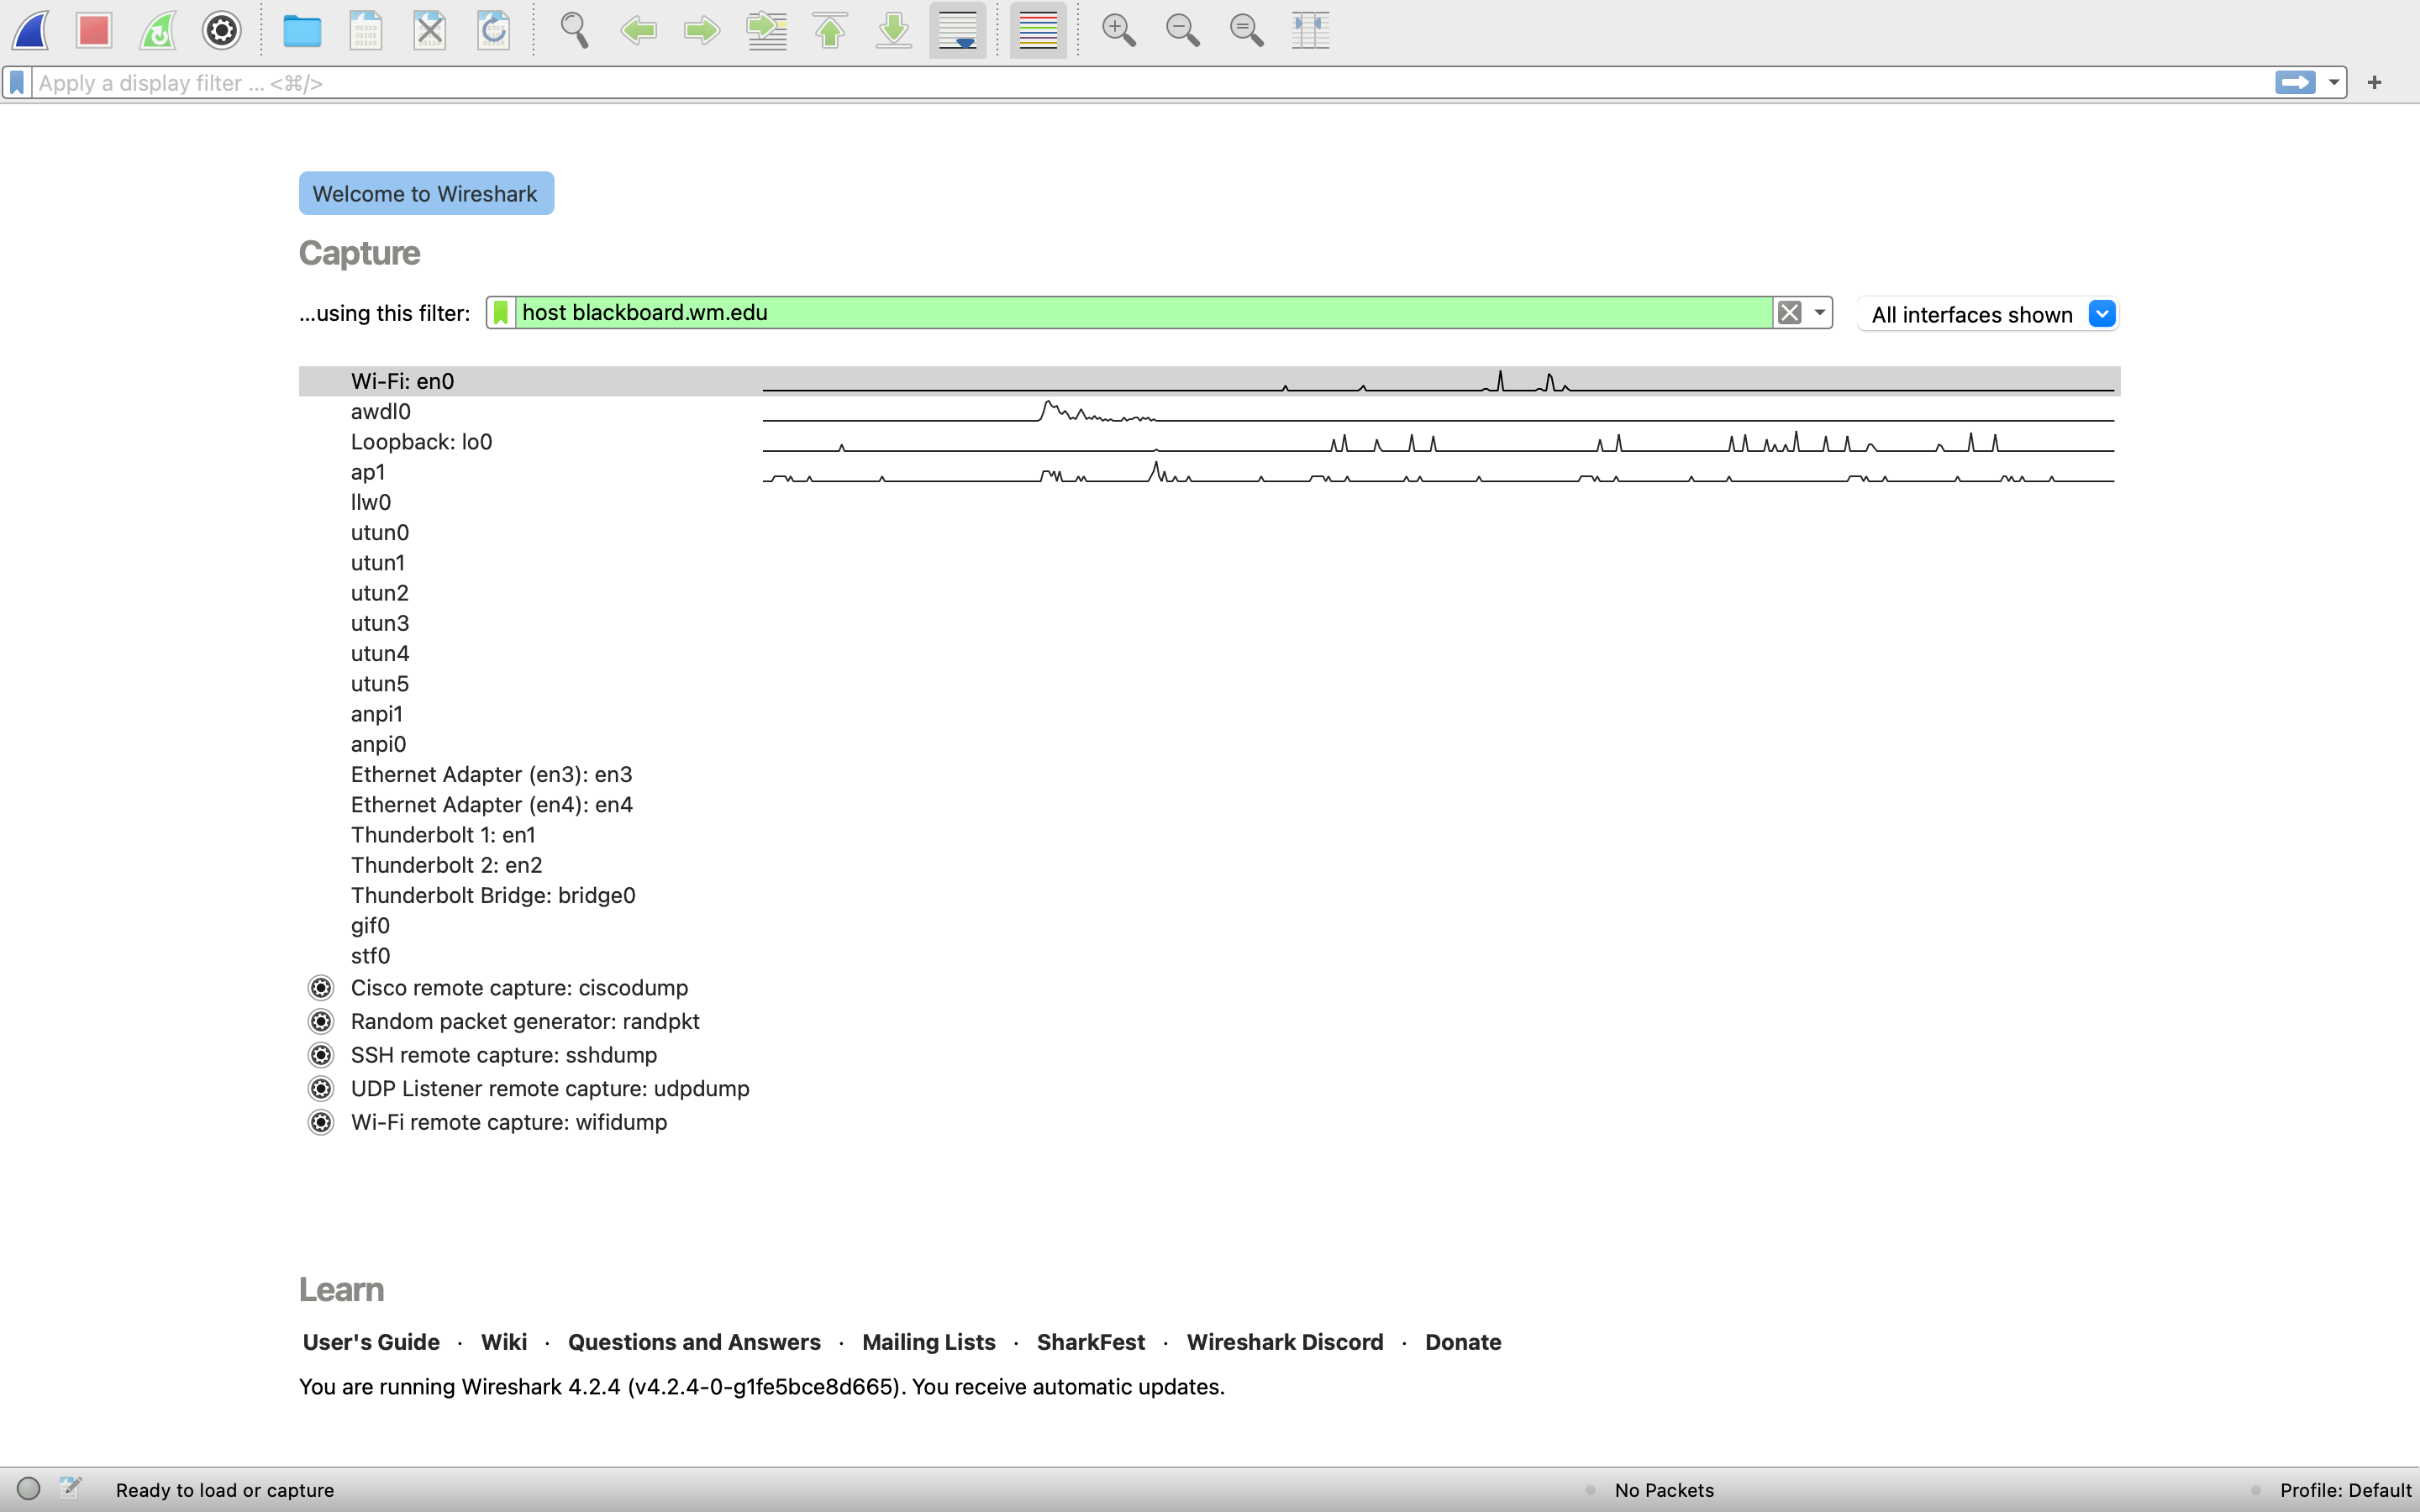 Apply a display filter ... <⌘/>
+
Welcome to Wireshark
Capture
...using this filter: host blackboard.wm.edu All interfaces shown
Wi-Fi: en0
awdl0
Loopback: lo0
ap1
llw0
utun0
utun1
utun2
utun3
utun4
utun5
anpi1
anpi0
Ethernet Adapter (en3): en3
Ethernet Adapter (en4): en4
Thunderbolt 1: en1
Thunderbolt 2: en2
Thunderbolt Bridge: bridge0
gif0
stf0
Cisco remote capture: ciscodump
Random packet generator: randpkt
SSH remote capture: sshdump
UDP Listener remote capture: udpdump
Wi-Fi remote capture: wifidump
Learn
User's Guide · Wiki · Questions and Answers · Mailing Lists · SharkFest · Wireshark Discord · Donate
You are running Wireshark 4.2.4 (v4.2.4-0-g1fe5bce8d665). You receive automatic updates.
Ready to load or capture No Packets Profile: Default